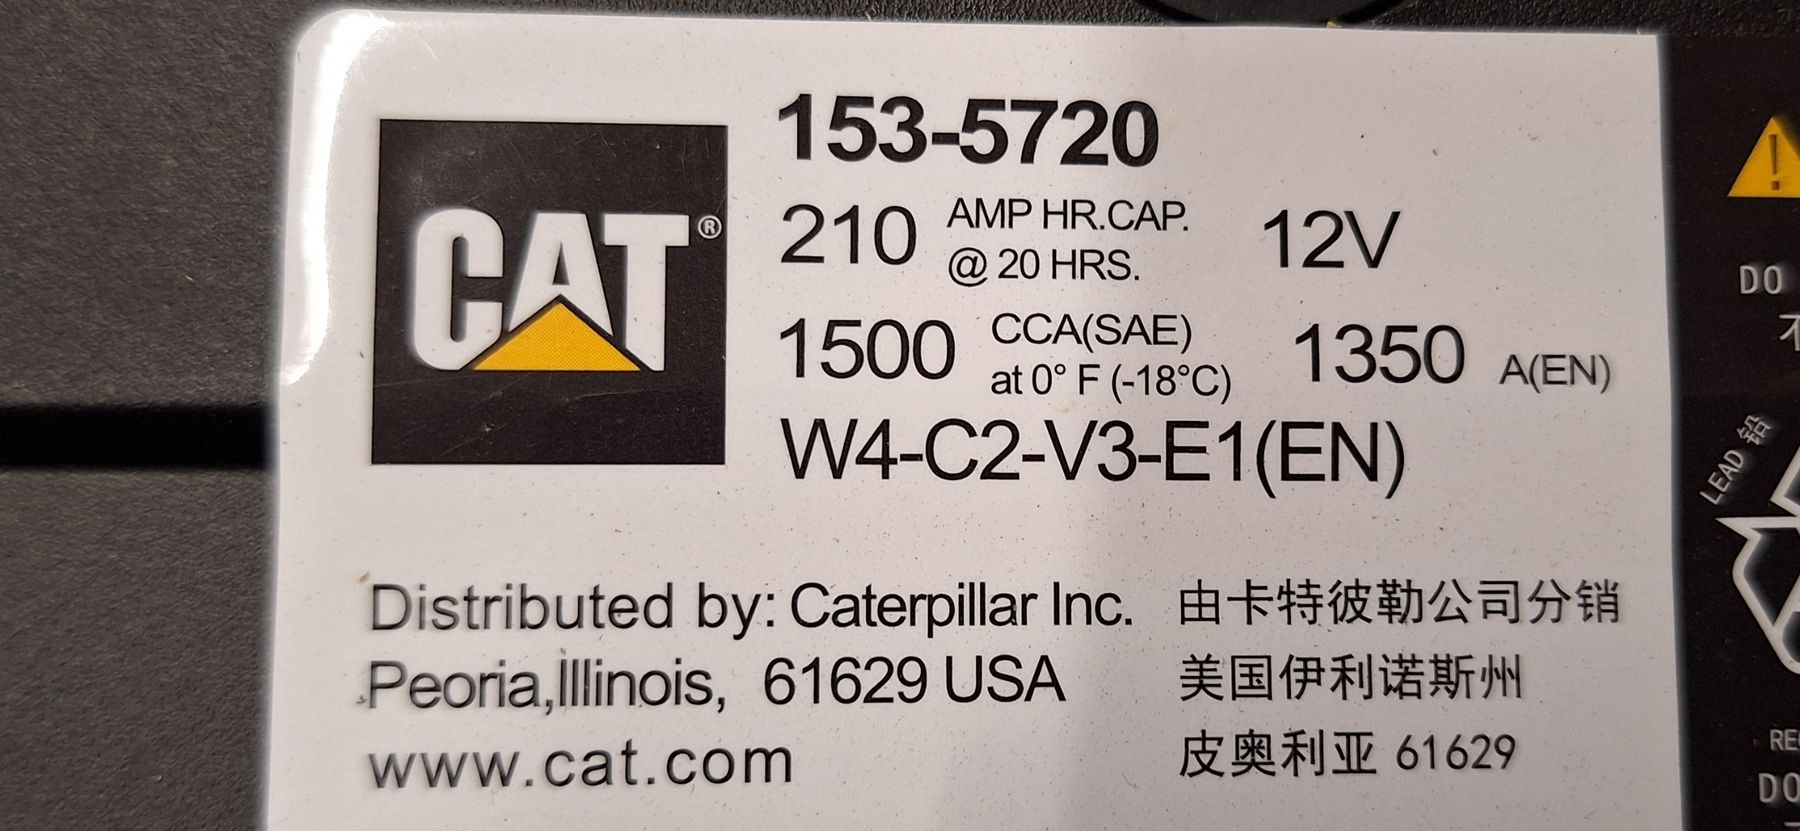 153-5720
CAT®
210 AMP HR.CAP. 12V
@ 20 HRS.
1500 CCA(SAE) 1350 A(EN)
at 0° F (-18°C)
W4-C2-V3-E1(EN)
Distributed by: Caterpillar Inc. 由卡特彼勒公司分销
Peoria,Illinois, 61629 USA 美国伊利诺斯州
www.cat.com 皮奥利亚 61629
DO
不
LEAD 铅
DO